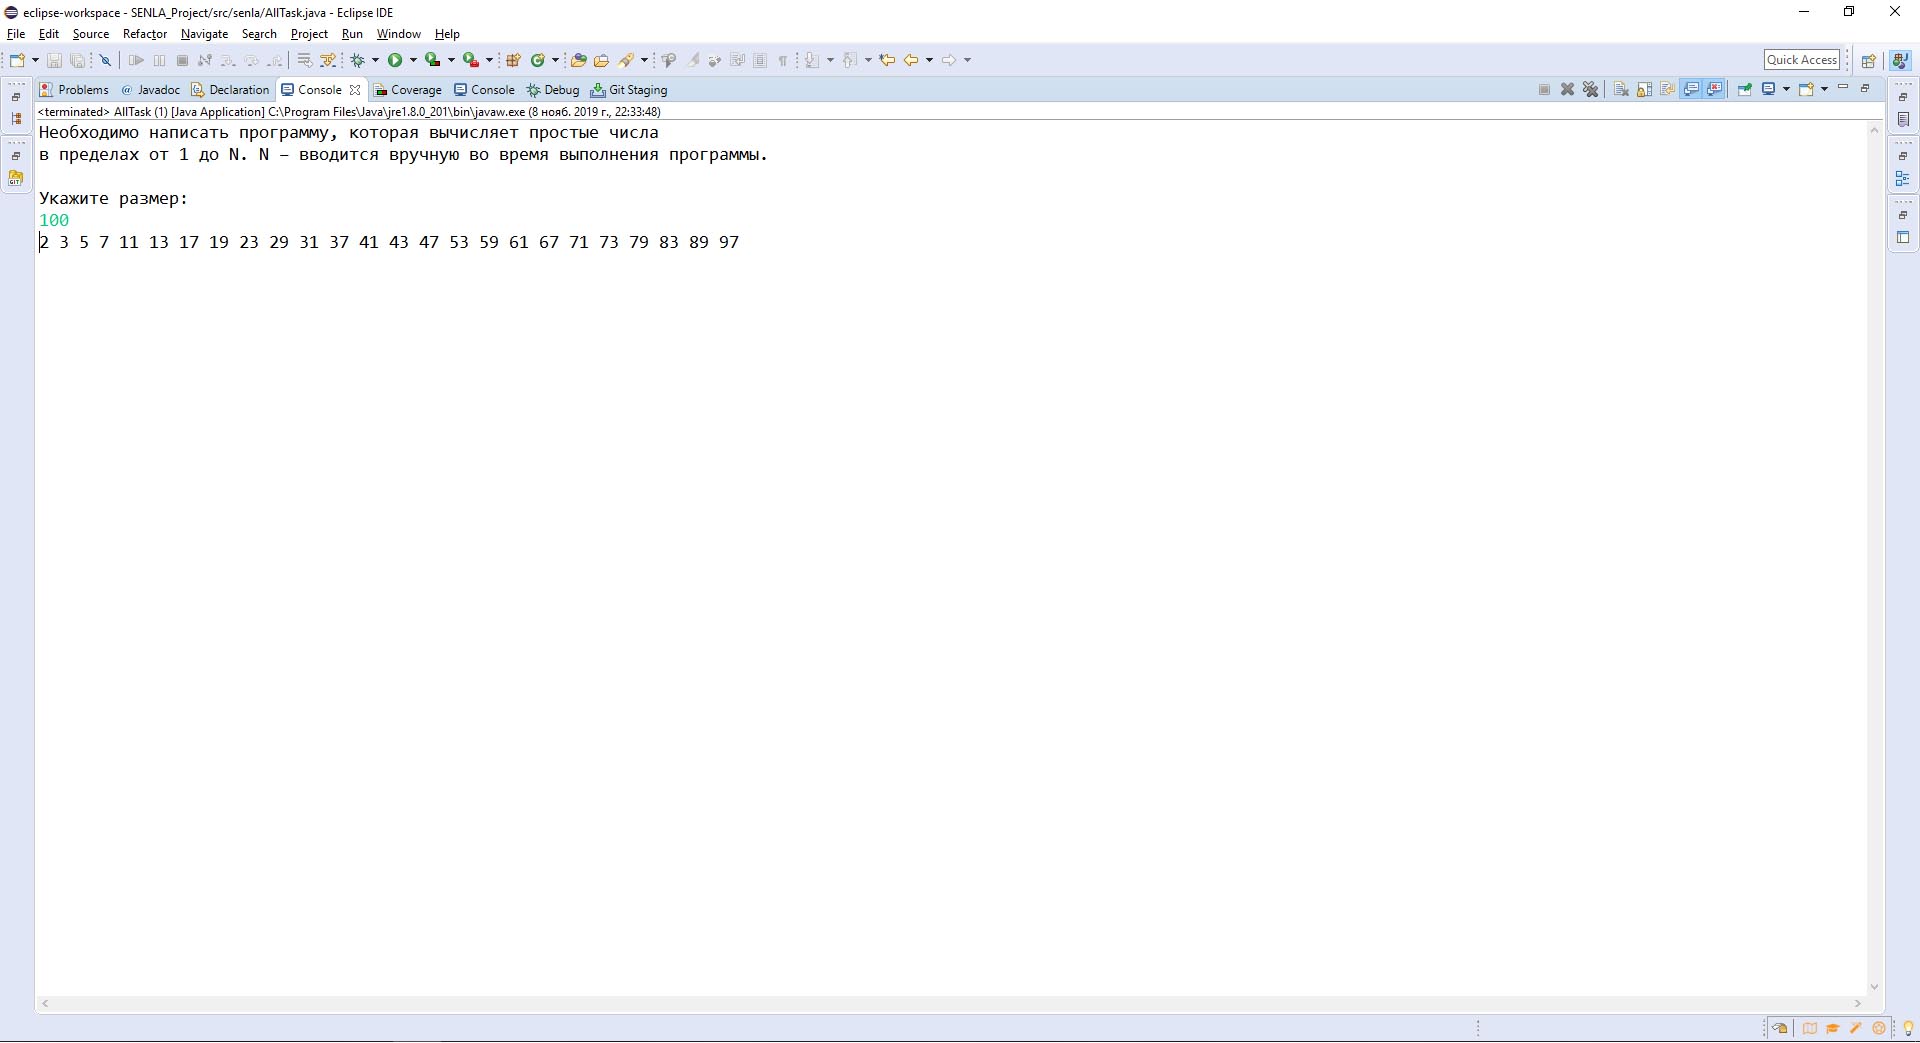 eclipse-workspace - SENLA_Project/src/senla/AllTask.java - Eclipse IDE
File Edit Source Refactor Navigate Search Project Run Window Help
Quick Access
Problems @ Javadoc Declaration Console Coverage Console Debug Git Staging
<terminated> AllTask (1) [Java Application] C:\Program Files\Java\jre1.8.0_201\bin\javaw.exe (8 нояб. 2019 г., 22:33:48)
Необходимо написать программу, которая вычисляет простые числа
в пределах от 1 до N. N – вводится вручную во время выполнения программы.
Укажите размер:
100
2 3 5 7 11 13 17 19 23 29 31 37 41 43 47 53 59 61 67 71 73 79 83 89 97